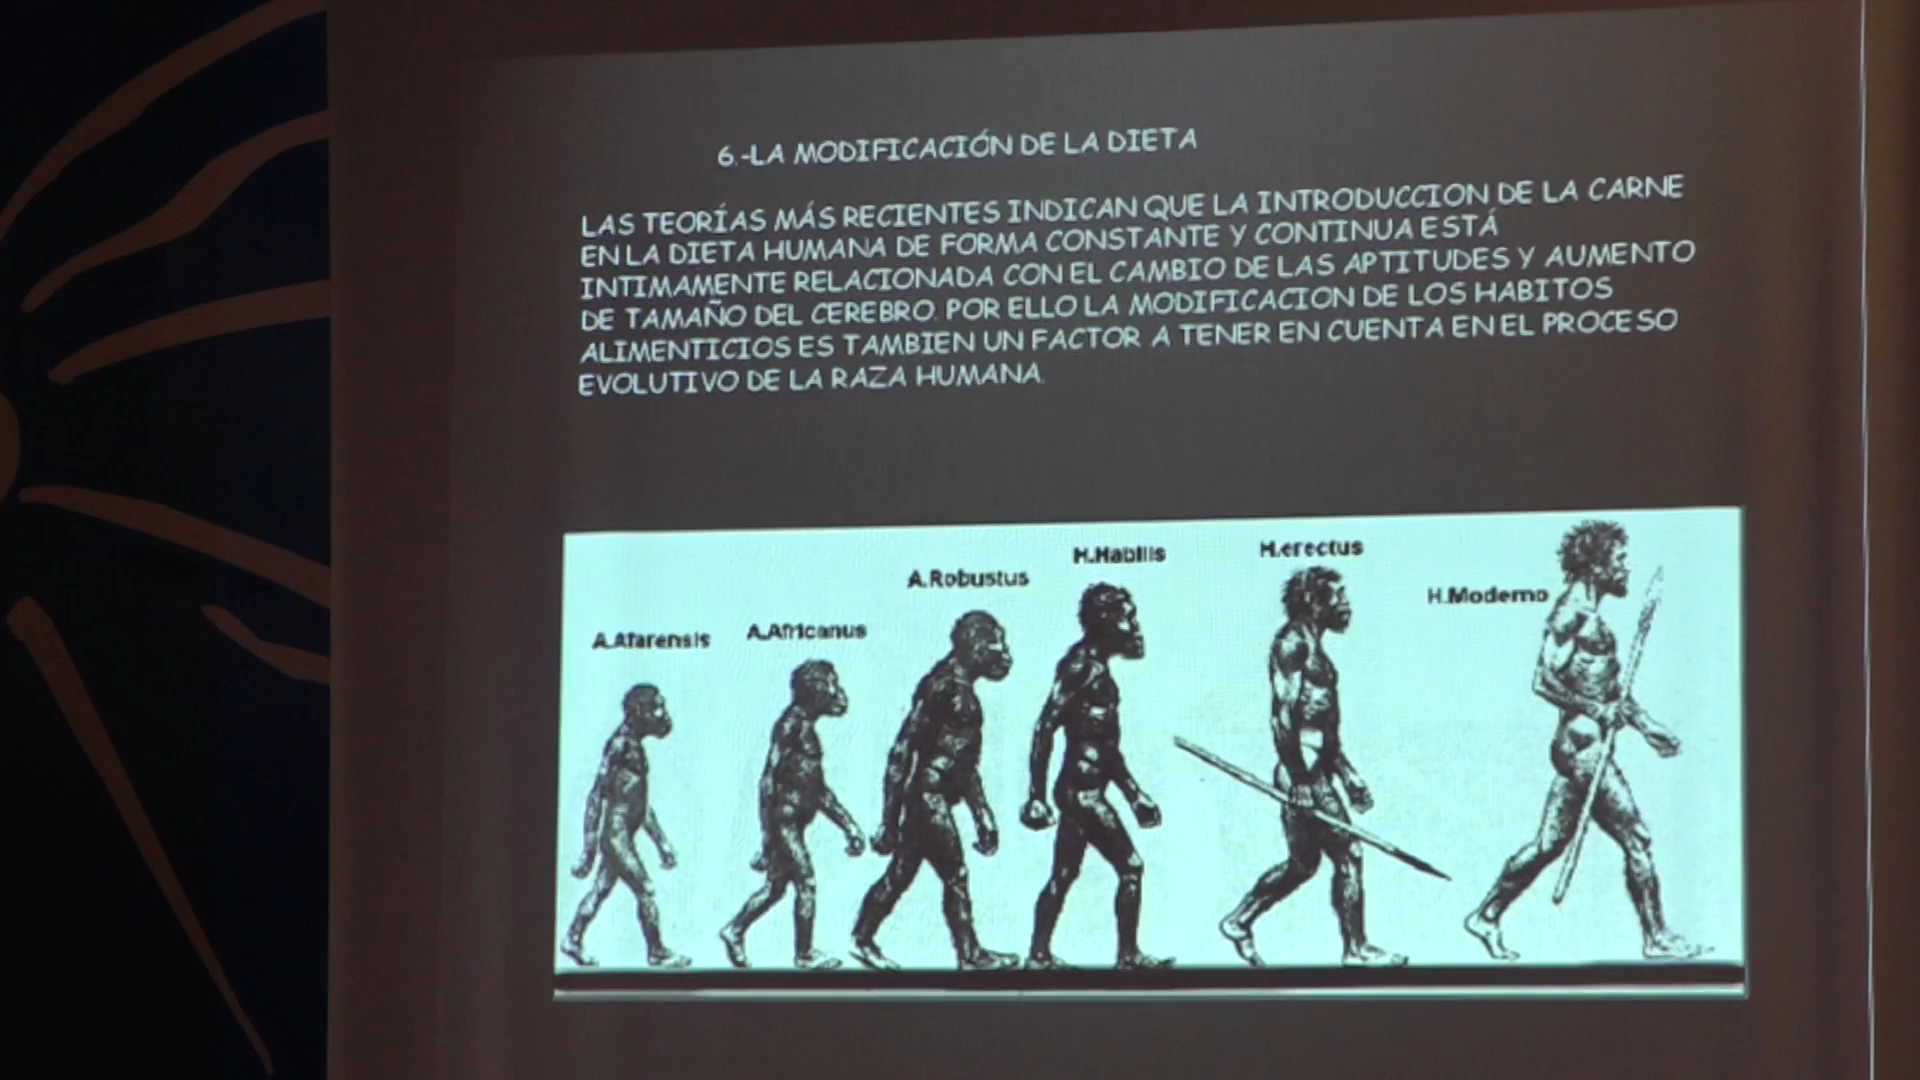 6.-LA MODIFICACIÓN DE LA DIETA
LAS TEORÍAS MÁS RECIENTES INDICAN QUE LA INTRODUCCION DE LA CARNE
EN LA DIETA HUMANA DE FORMA CONSTANTE Y CONTINUA ESTÁ
INTIMAMENTE RELACIONADA CON EL CAMBIO DE LAS APTITUDES Y AUMENTO
DE TAMAÑO DEL CEREBRO. POR ELLO LA MODIFICACION DE LOS HABITOS
ALIMENTICIOS ES TAMBIEN UN FACTOR A TENER EN CUENTA EN EL PROCESO
EVOLUTIVO DE LA RAZA HUMANA.
A.Afarensis
A.Africanus
A.Robustus
H.Habilis
H.erectus
H.Moderno